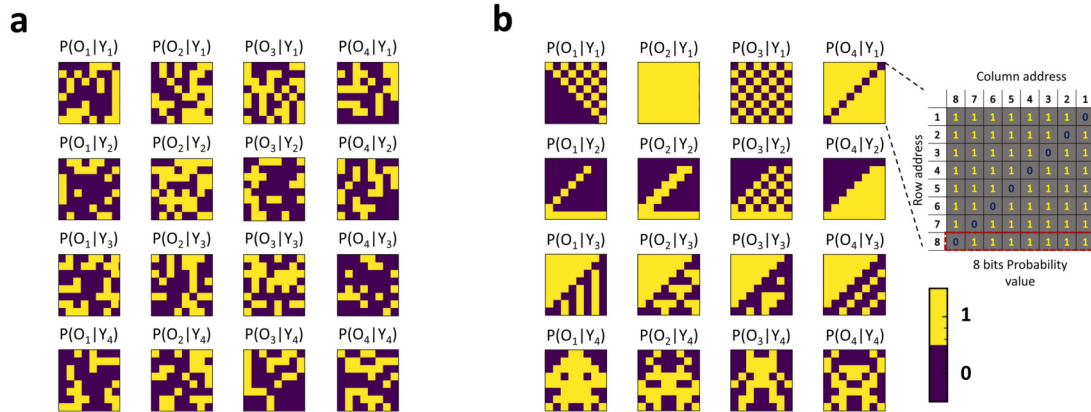 a
P(O₁|Y₁) P(O₂|Y₁) P(O₃|Y₁) P(O₄|Y₁)
P(O₁|Y₂) P(O₂|Y₂) P(O₃|Y₂) P(O₄|Y₂)
P(O₁|Y₃) P(O₂|Y₃) P(O₃|Y₃) P(O₄|Y₃)
P(O₁|Y₄) P(O₂|Y₄) P(O₃|Y₄) P(O₄|Y₄)
b
P(O₁|Y₁) P(O₂|Y₁) P(O₃|Y₁) P(O₄|Y₁)
P(O₁|Y₂) P(O₂|Y₂) P(O₃|Y₂) P(O₄|Y₂)
P(O₁|Y₃) P(O₂|Y₃) P(O₃|Y₃) P(O₄|Y₃)
P(O₁|Y₄) P(O₂|Y₄) P(O₃|Y₄) P(O₄|Y₄)
Column address
8 7 6 5 4 3 2 1
Row address
1 1 1 1 1 1 1 1 0
2 1 1 1 1 1 1 0 1
3 1 1 1 1 1 0 1 1
4 1 1 1 1 0 1 1 1
5 1 1 1 0 1 1 1 1
6 1 1 0 1 1 1 1 1
7 1 0 1 1 1 1 1 1
8 0 1 1 1 1 1 1 1
8 bits Probability
value
1
0